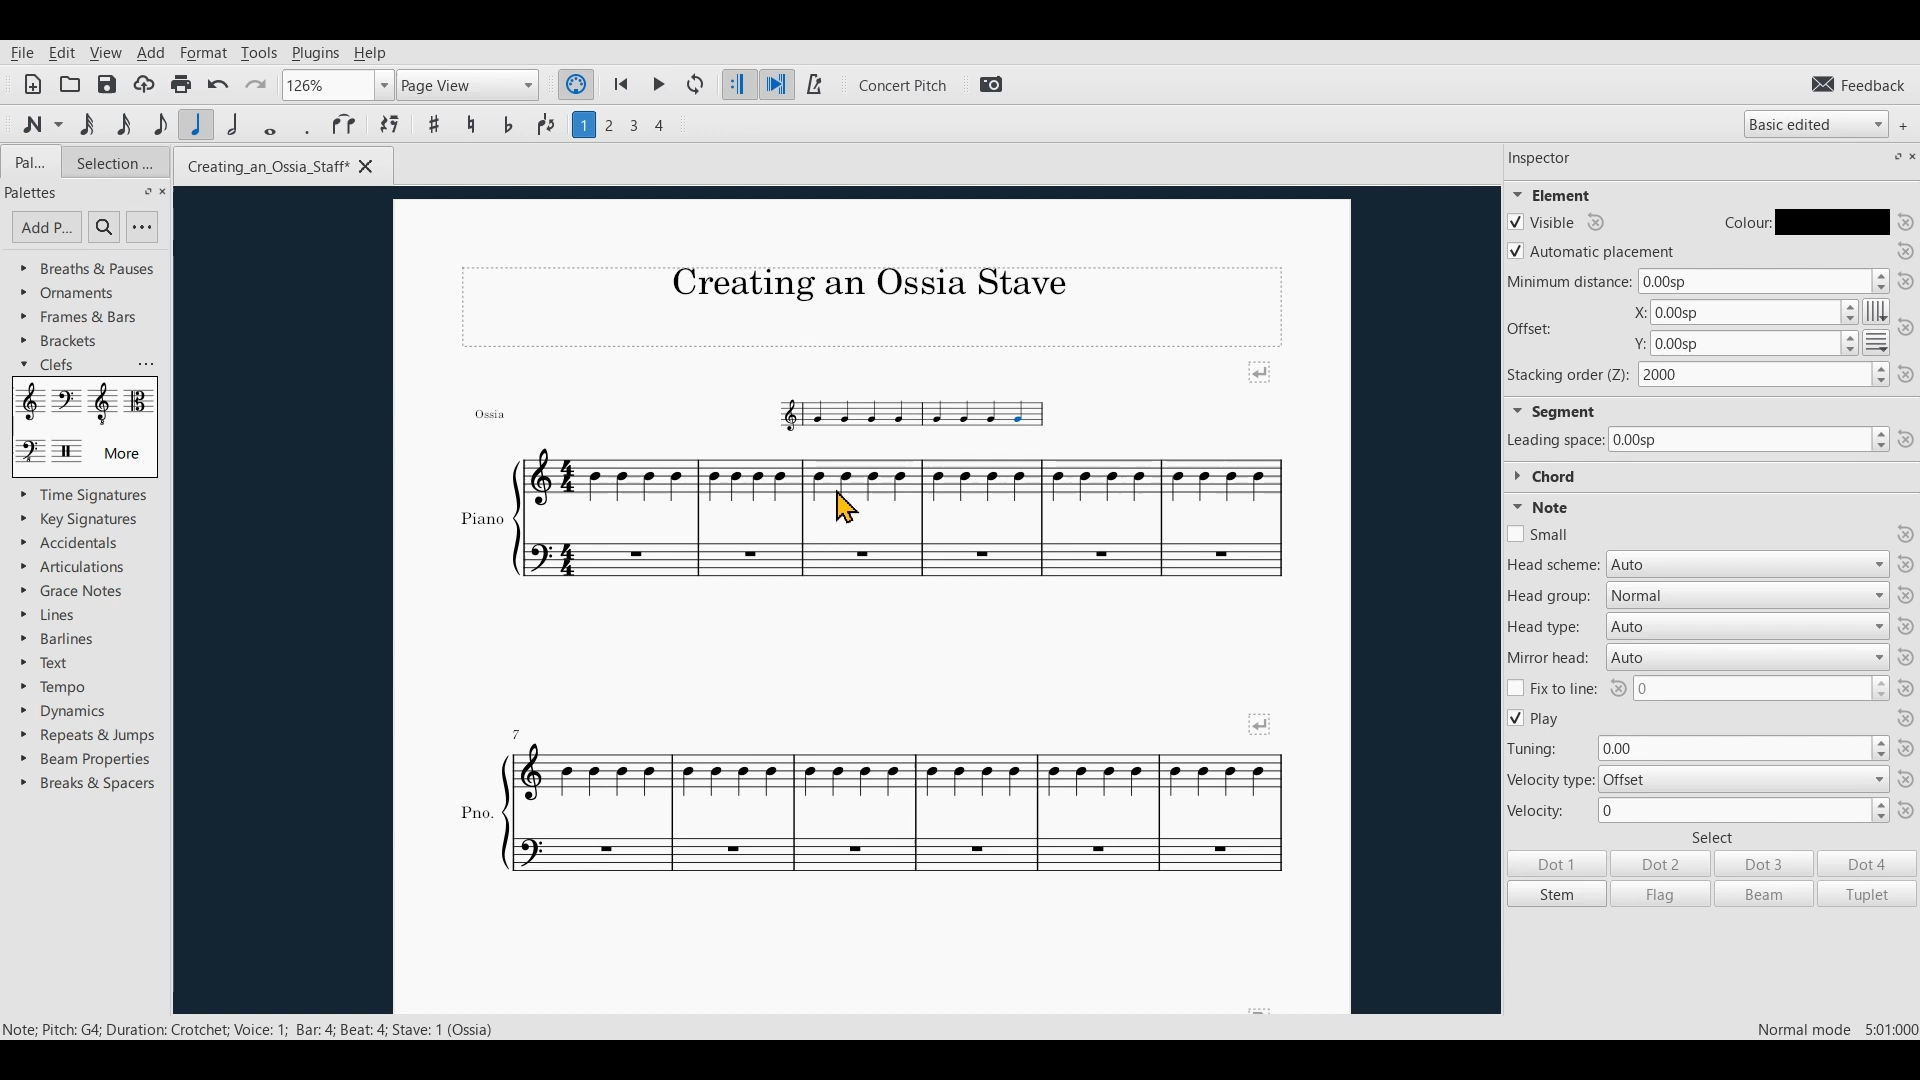 File Edit View Add Format Tools Plugins Help
126% Page View Concert Pitch Feedback
1 2 3 4 Basic edited +
Pal... Selection ... Creating_an_Ossia_Staff* Inspector
Palettes
Add P... ...
Breaths & Pauses
Ornaments
Frames & Bars
Brackets
Clefs ...
More
Time Signatures
Key Signatures
Accidentals
Articulations
Grace Notes
Lines
Barlines
Text
Tempo
Dynamics
Repeats & Jumps
Beam Properties
Breaks & Spacers
Creating an Ossia Stave
Ossia
Piano
7
Pno.
Element
Visible Colour:
Automatic placement
Minimum distance: 0.00sp
Offset: X: 0.00sp
Y: 0.00sp
Stacking order (Z): 2000
Segment
Leading space: 0.00sp
Chord
Note
Small
Head scheme: Auto
Head group: Normal
Head type: Auto
Mirror head: Auto
Fix to line: 0
Play
Tuning: 0.00
Velocity type: Offset
Velocity: 0
Select
Dot 1 Dot 2 Dot 3 Dot 4
Stem Flag Beam Tuplet
Note; Pitch: G4; Duration: Crotchet; Voice: 1; Bar: 4; Beat: 4; Stave: 1 (Ossia) Normal mode 5:01:000